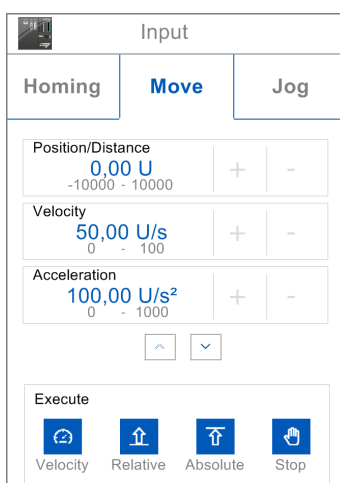 Input
Homing Move Jog
Position/Distance
0,00 U + -
-10000 - 10000
Velocity
50,00 U/s + -
0 - 100
Acceleration
100,00 U/s² + -
0 - 1000
Execute
Velocity Relative Absolute Stop